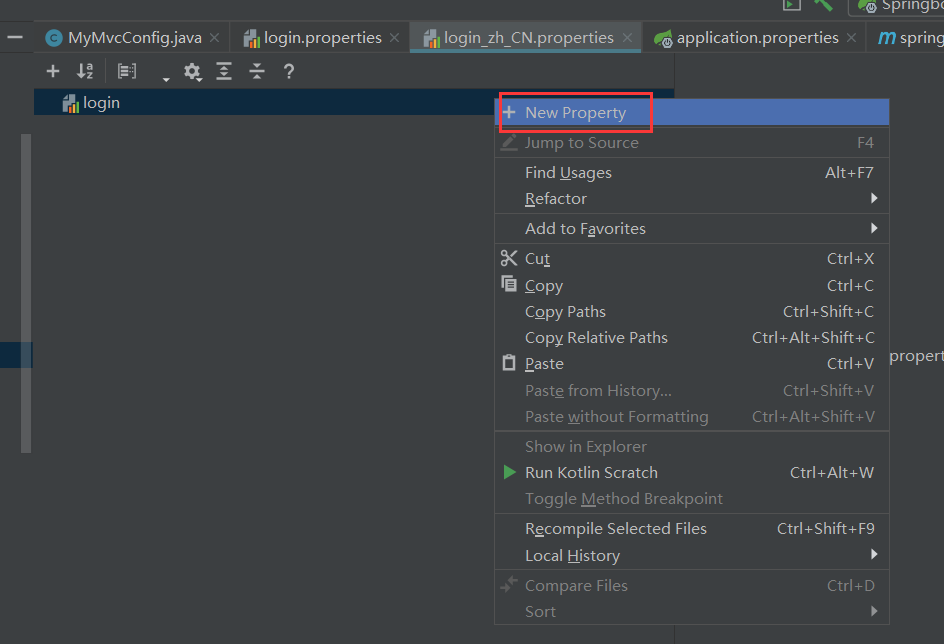 Springbo
MyMvcConfig.java
login.properties
login_zh_CN.properties
application.properties
spring
login
New Property
Jump to Source F4
Find Usages Alt+F7
Refactor
Add to Favorites
Cut Ctrl+X
Copy Ctrl+C
Copy Paths Ctrl+Shift+C
Copy Relative Paths Ctrl+Alt+Shift+C
propert
Paste Ctrl+V
Paste from History... Ctrl+Shift+V
Paste without Formatting Ctrl+Alt+Shift+V
Show in Explorer
Run Kotlin Scratch Ctrl+Alt+W
Toggle Method Breakpoint
Recompile Selected Files Ctrl+Shift+F9
Local History
Compare Files Ctrl+D
Sort